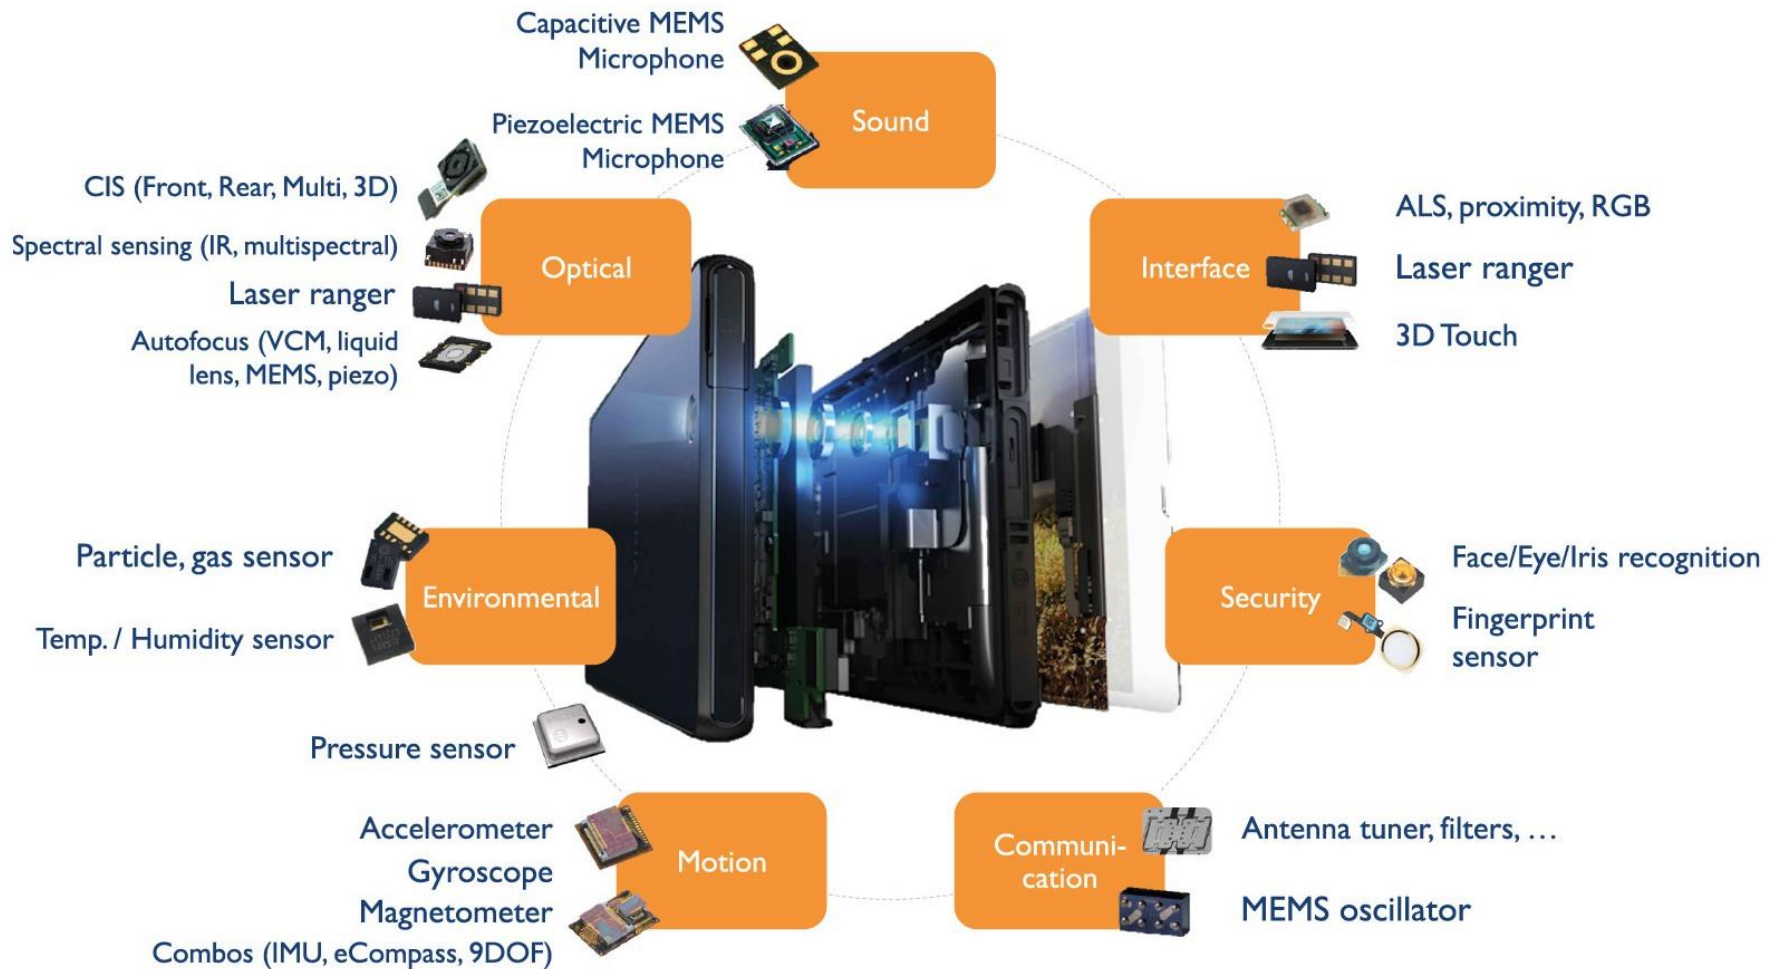 Capacitive MEMS
Microphone
Piezoelectric MEMS
Microphone
Sound
CIS (Front, Rear, Multi, 3D)
Spectral sensing (IR, multispectral)
Laser ranger
Autofocus (VCM, liquid
lens, MEMS, piezo)
Optical
Interface
ALS, proximity, RGB
Laser ranger
3D Touch
Particle, gas sensor
Temp. / Humidity sensor
Environmental
Security
Face/Eye/Iris recognition
Fingerprint
sensor
Pressure sensor
Accelerometer
Gyroscope
Magnetometer
Combos (IMU, eCompass, 9DOF)
Motion
Communi-
cation
Antenna tuner, filters, …
MEMS oscillator